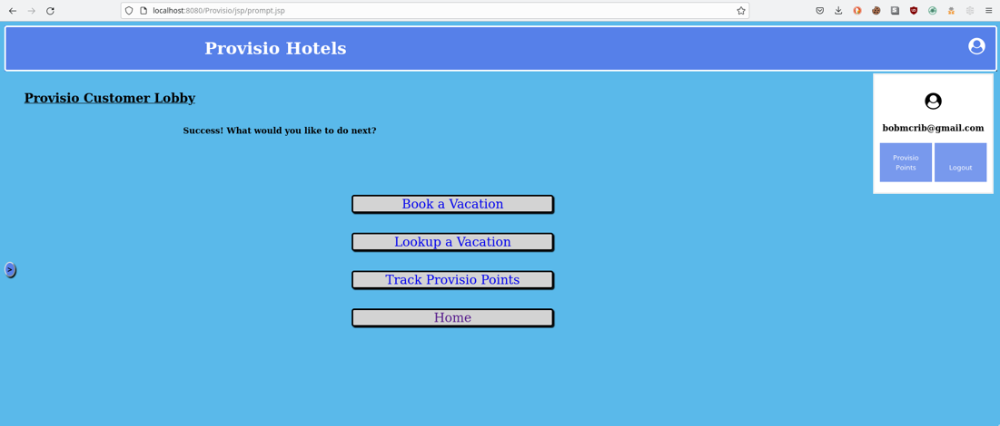 localhost:8080/Provisio/jsp/prompt.jsp
Provisio Hotels
Provisio Customer Lobby
bobmcrib@gmail.com
Success! What would you like to do next?
Provisio
Points
Logout
Book a Vacation
Lookup a Vacation
>
Track Provisio Points
Home